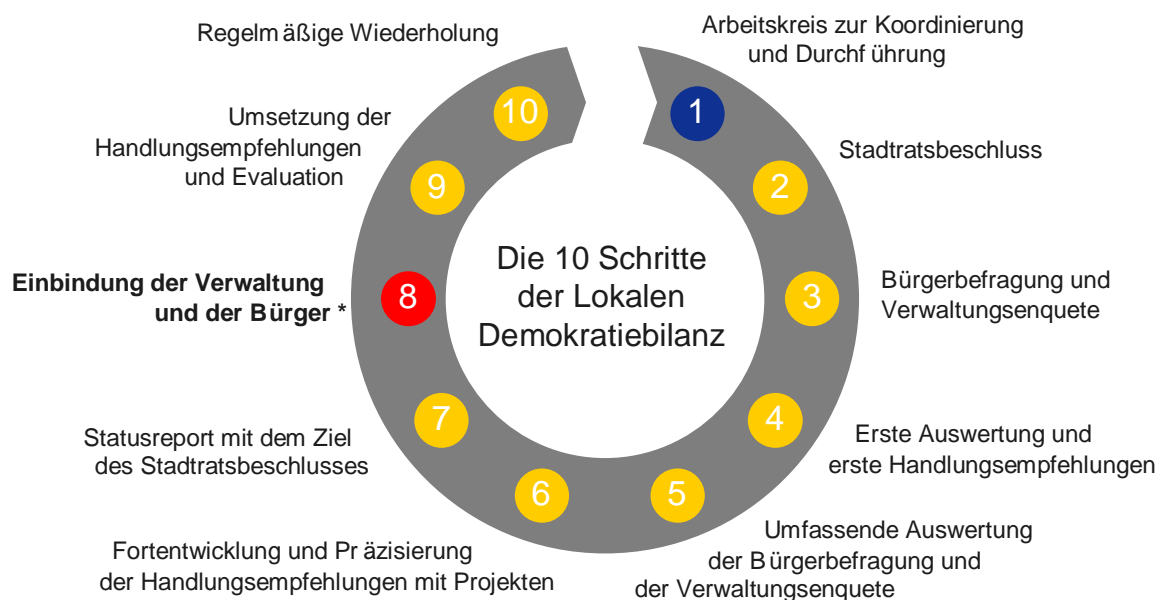 Die 10 Schritte
der Lokalen
Demokratiebilanz
1
Arbeitskreis zur Koordinierung
und Durchführung
2
Stadtratsbeschluss
3
Bürgerbefragung und
Verwaltungsenquete
4
Erste Auswertung und
erste Handlungsempfehlungen
5
Umfassende Auswertung
der Bürgerbefragung und
der Verwaltungsenquete
6
Fortentwicklung und Präzisierung
der Handlungsempfehlungen mit Projekten
7
Statusreport mit dem Ziel
des Stadtratsbeschlusses
8
Einbindung der Verwaltung
und der Bürger *
9
Umsetzung der
Handlungsempfehlungen
und Evaluation
10
Regelmäßige Wiederholung